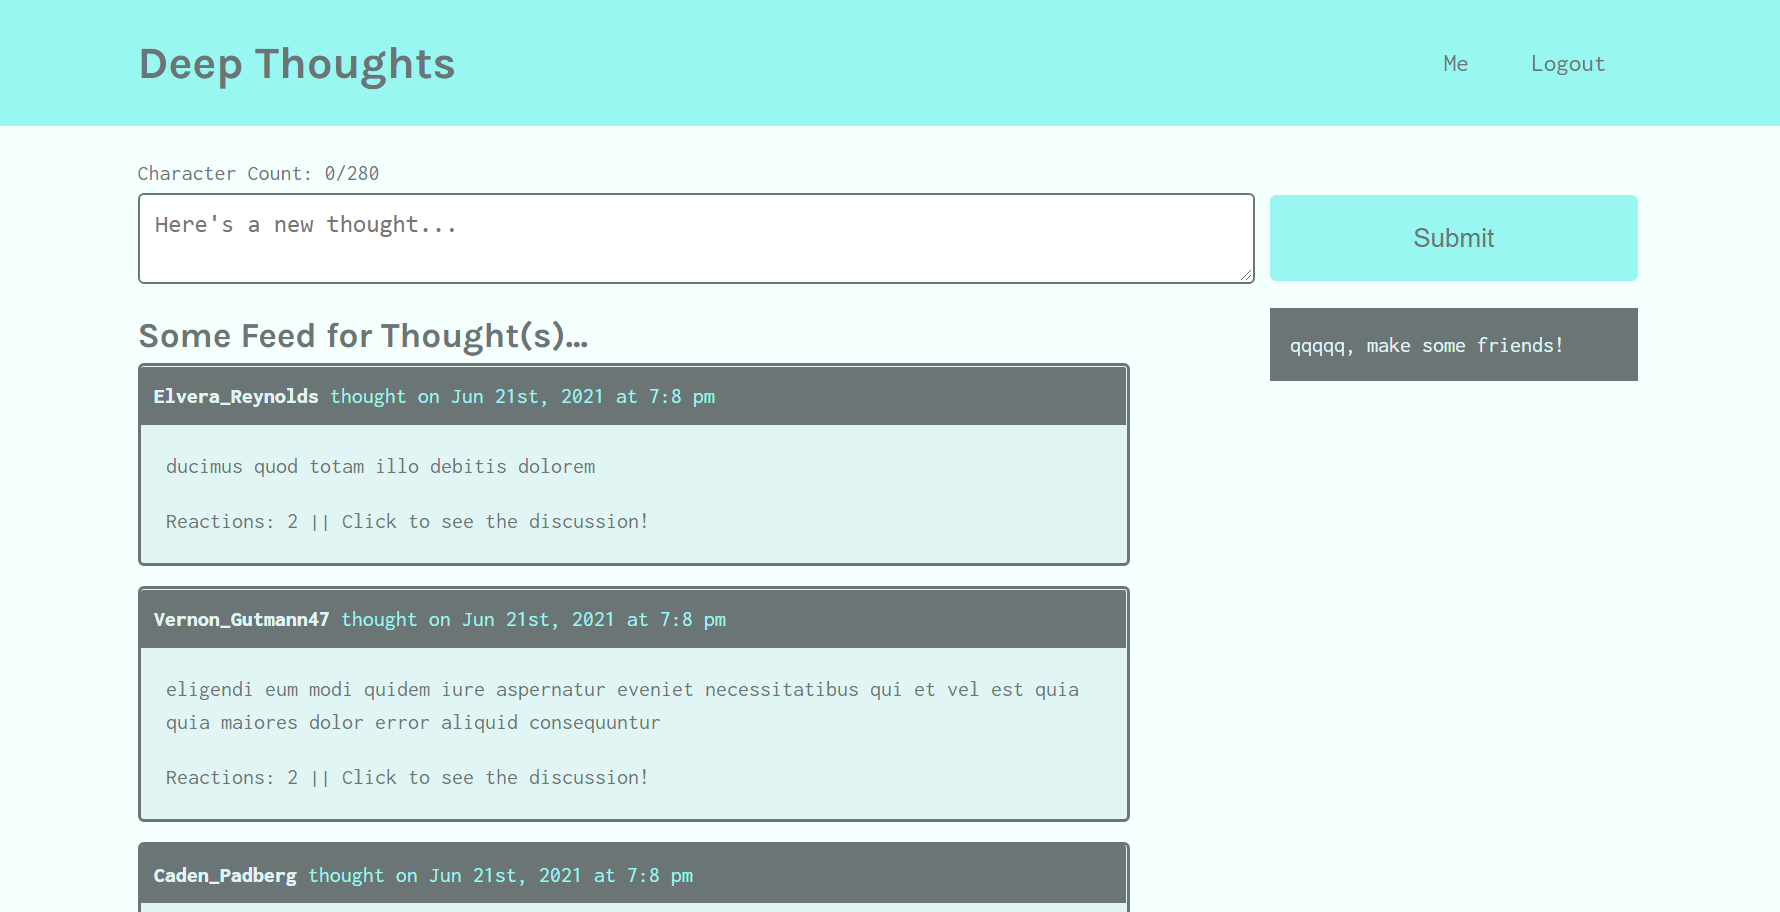 Deep Thoughts
Me
Logout
Character Count: 0/280
Here's a new thought...
Submit
Some Feed for Thought(s)...
qqqqq, make some friends!
Elvera_Reynolds thought on Jun 21st, 2021 at 7:8 pm
ducimus quod totam illo debitis dolorem
Reactions: 2 || Click to see the discussion!
Vernon_Gutmann47 thought on Jun 21st, 2021 at 7:8 pm
eligendi eum modi quidem iure aspernatur eveniet necessitatibus qui et vel est quia
quia maiores dolor error aliquid consequuntur
Reactions: 2 || Click to see the discussion!
Caden_Padberg thought on Jun 21st, 2021 at 7:8 pm